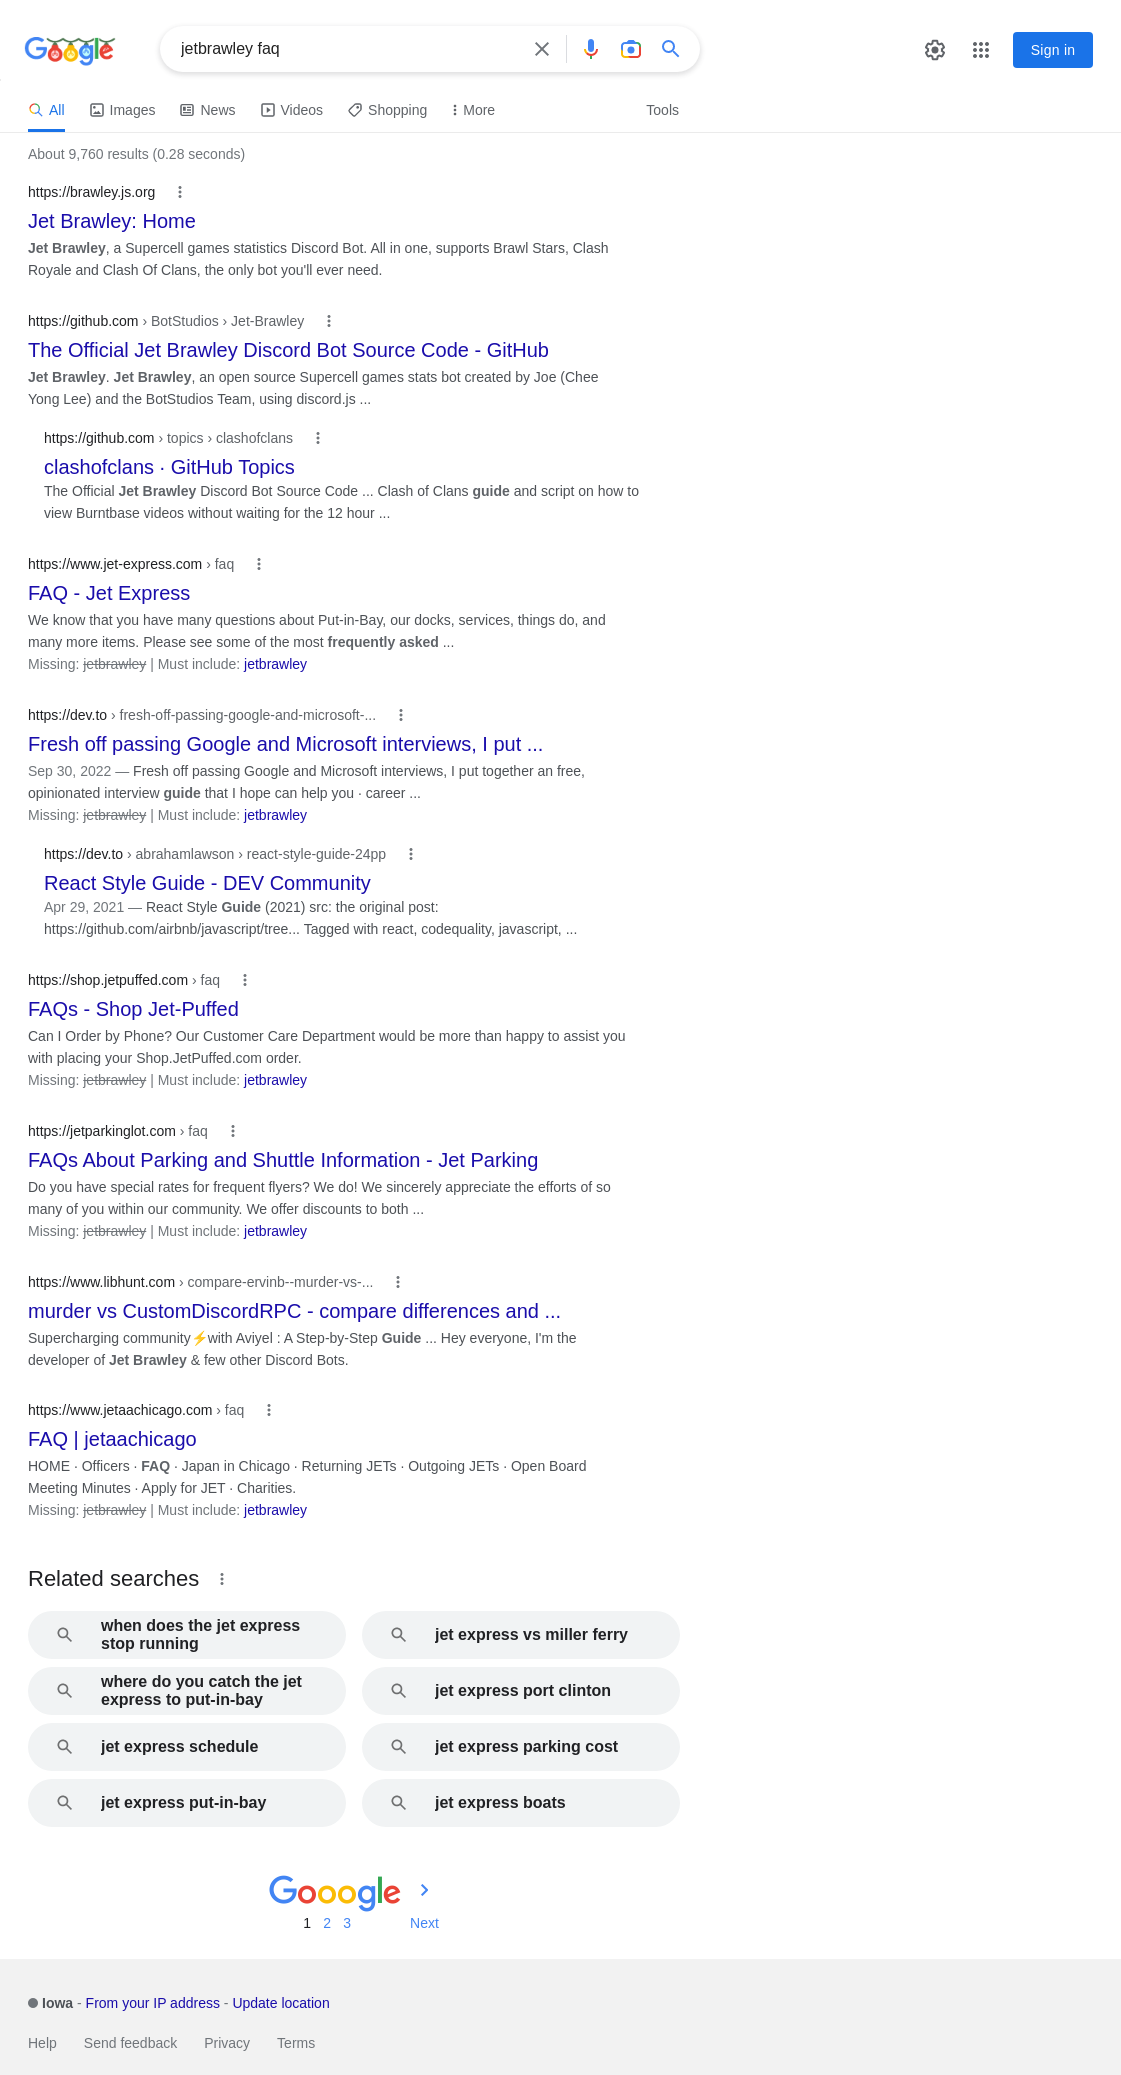 Google
jetbrawley faq
Sign in
All
Images
News
Videos
Shopping
More
Tools
About 9,760 results (0.28 seconds)
https://brawley.js.org
Jet Brawley: Home
Jet Brawley, a Supercell games statistics Discord Bot. All in one, supports Brawl Stars, Clash
Royale and Clash Of Clans, the only bot you'll ever need.
https://github.com › BotStudios › Jet-Brawley
The Official Jet Brawley Discord Bot Source Code - GitHub
Jet Brawley. Jet Brawley, an open source Supercell games stats bot created by Joe (Chee
Yong Lee) and the BotStudios Team, using discord.js ...
https://github.com › topics › clashofclans
clashofclans · GitHub Topics
The Official Jet Brawley Discord Bot Source Code ... Clash of Clans guide and script on how to
view Burntbase videos without waiting for the 12 hour ...
https://www.jet-express.com › faq
FAQ - Jet Express
We know that you have many questions about Put-in-Bay, our docks, services, things do, and
many more items. Please see some of the most frequently asked ...
Missing: jetbrawley | Must include: jetbrawley
https://dev.to › fresh-off-passing-google-and-microsoft-...
Fresh off passing Google and Microsoft interviews, I put ...
Sep 30, 2022 — Fresh off passing Google and Microsoft interviews, I put together an free,
opinionated interview guide that I hope can help you · career ...
Missing: jetbrawley | Must include: jetbrawley
https://dev.to › abrahamlawson › react-style-guide-24pp
React Style Guide - DEV Community
Apr 29, 2021 — React Style Guide (2021) src: the original post:
https://github.com/airbnb/javascript/tree... Tagged with react, codequality, javascript, ...
https://shop.jetpuffed.com › faq
FAQs - Shop Jet-Puffed
Can I Order by Phone? Our Customer Care Department would be more than happy to assist you
with placing your Shop.JetPuffed.com order.
Missing: jetbrawley | Must include: jetbrawley
https://jetparkinglot.com › faq
FAQs About Parking and Shuttle Information - Jet Parking
Do you have special rates for frequent flyers? We do! We sincerely appreciate the efforts of so
many of you within our community. We offer discounts to both ...
Missing: jetbrawley | Must include: jetbrawley
https://www.libhunt.com › compare-ervinb--murder-vs-...
murder vs CustomDiscordRPC - compare differences and ...
Supercharging community⚡with Aviyel : A Step-by-Step Guide ... Hey everyone, I'm the
developer of Jet Brawley & few other Discord Bots.
https://www.jetaachicago.com › faq
FAQ | jetaachicago
HOME · Officers · FAQ · Japan in Chicago · Returning JETs · Outgoing JETs · Open Board
Meeting Minutes · Apply for JET · Charities.
Missing: jetbrawley | Must include: jetbrawley
Related searches
when does the jet express
stop running
jet express vs miller ferry
where do you catch the jet
express to put-in-bay
jet express port clinton
jet express schedule
jet express parking cost
jet express put-in-bay
jet express boats
Gooogle
1 2 3 Next
Iowa - From your IP address - Update location
Help Send feedback Privacy Terms